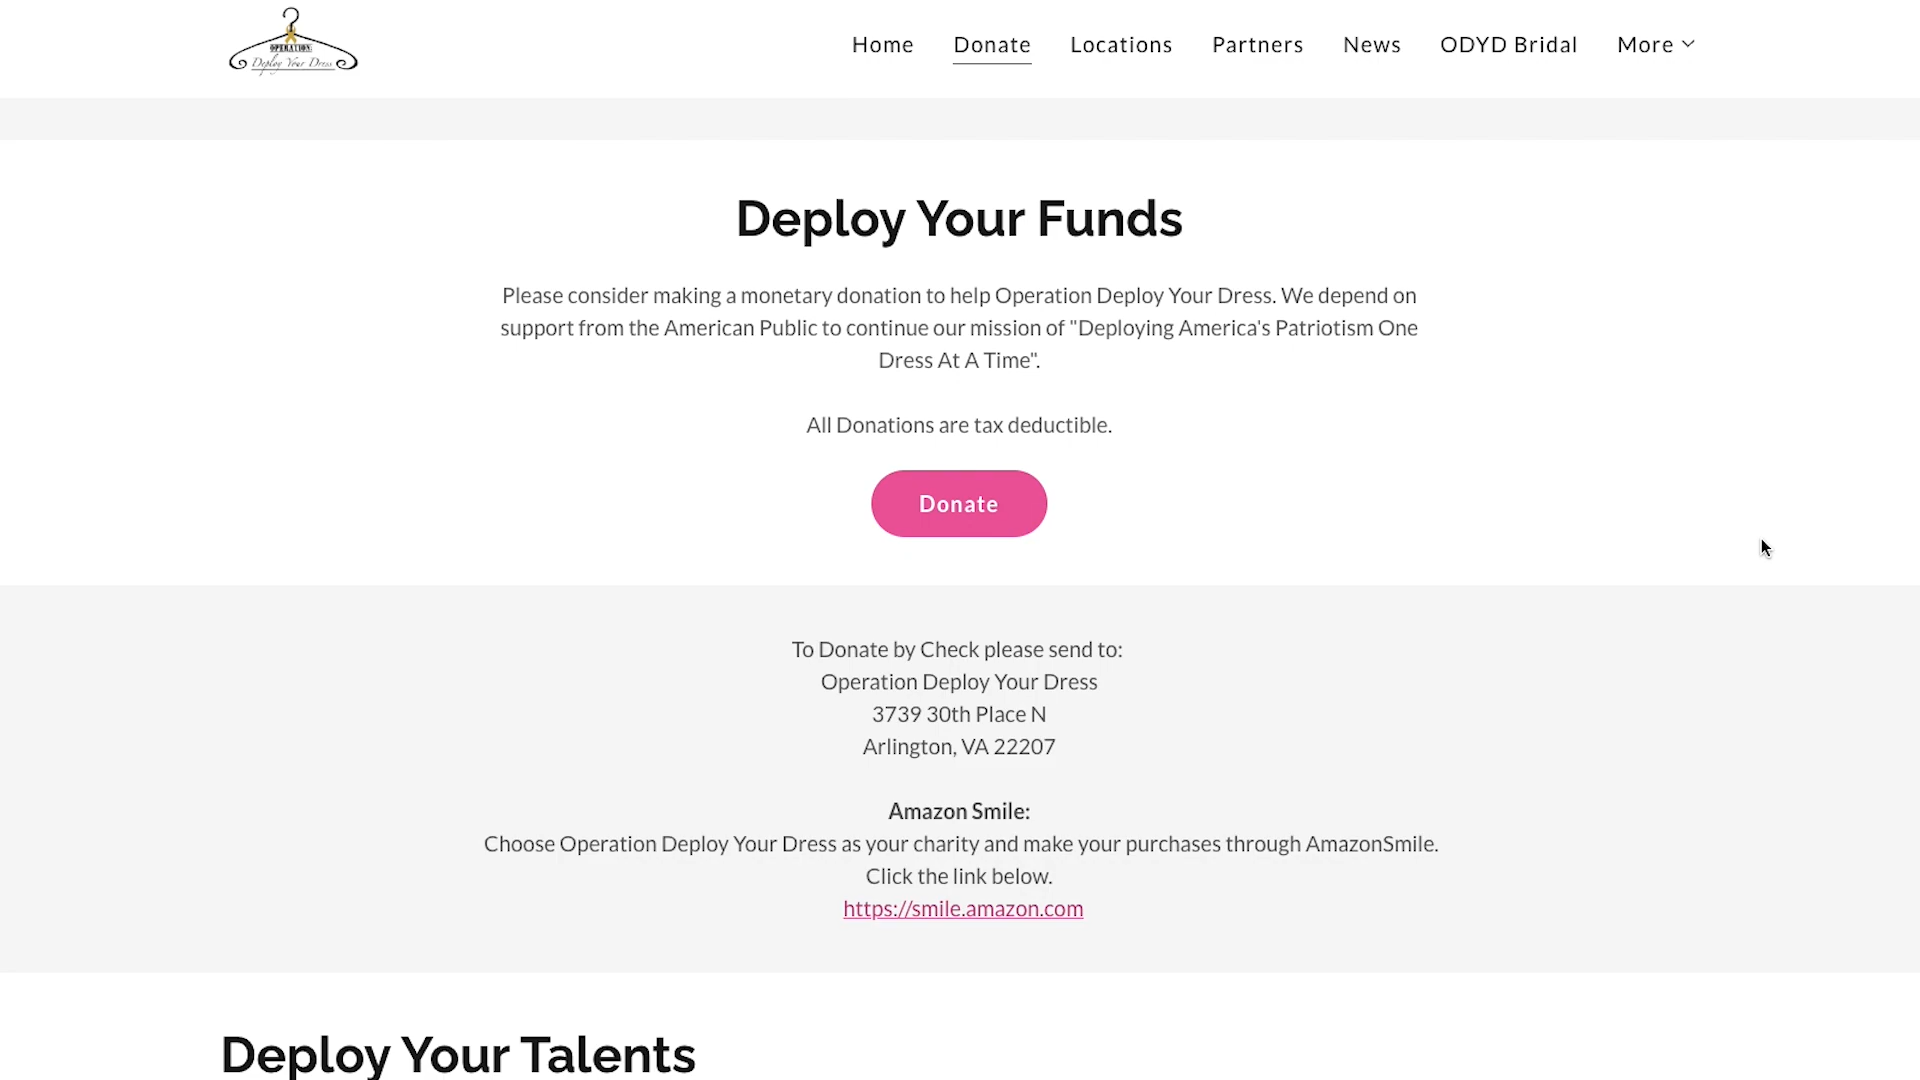 OPERATION
Deploy Your Dress
Home Donate Locations Partners News ODYD Bridal More
Deploy Your Funds
Please consider making a monetary donation to help Operation Deploy Your Dress. We depend on
support from the American Public to continue our mission of "Deploying America's Patriotism One
Dress At A Time".
All Donations are tax deductible.
Donate
To Donate by Check please send to:
Operation Deploy Your Dress
3739 30th Place N
Arlington, VA 22207
Amazon Smile:
Choose Operation Deploy Your Dress as your charity and make your purchases through AmazonSmile.
Click the link below.
https://smile.amazon.com
Deploy Your Talents